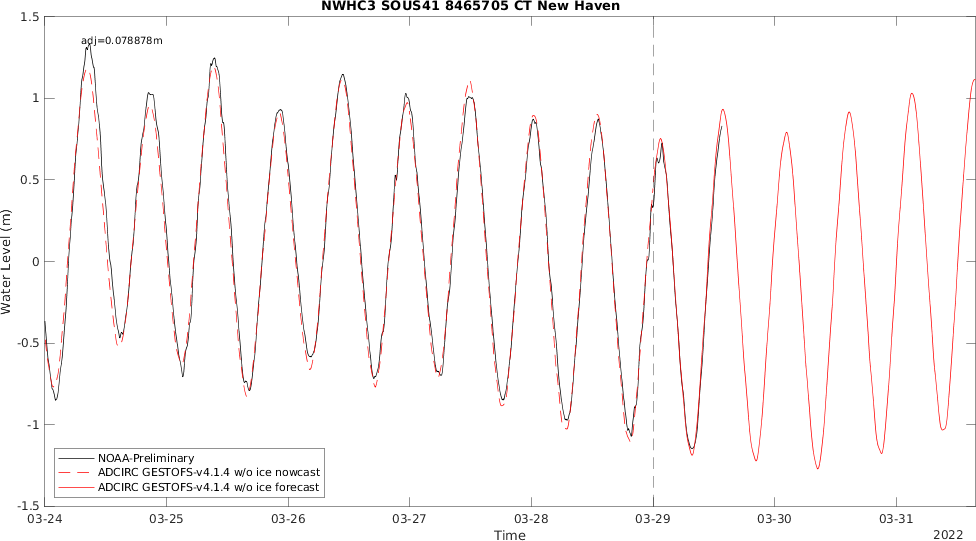 NWHC3 SOUS41 8465705 CT New Haven
adj=0.078878m
1.5
1
0.5
0
-0.5
-1
-1.5
Water Level (m)
NOAA-Preliminary
ADCIRC GESTOFS-v4.1.4 w/o ice nowcast
ADCIRC GESTOFS-v4.1.4 w/o ice forecast
03-24 03-25 03-26 03-27 03-28 03-29 03-30 03-31
Time
2022